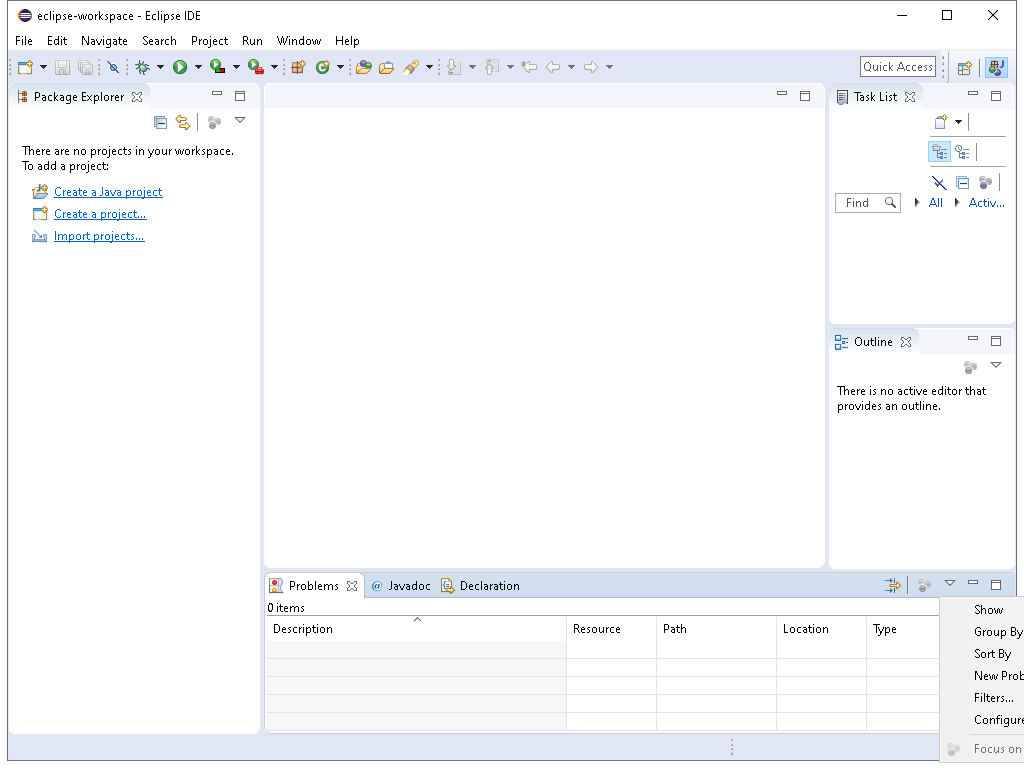 eclipse-workspace - Eclipse IDE
File Edit Navigate Search Project Run Window Help
Quick Access
Package Explorer
There are no projects in your workspace.
To add a project:
Create a Java project
Create a project...
Import projects...
Task List
Find All Activ...
Outline
There is no active editor that
provides an outline.
Problems @ Javadoc Declaration
0 items
Description Resource Path Location Type
Show
Group By
Sort By
New Prob
Filters...
Configure
Focus on